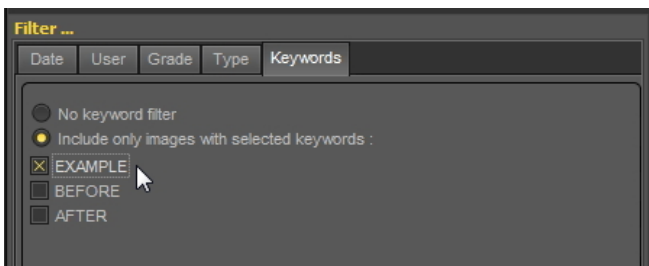 Filter ...
Date User Grade Type Keywords
No keyword filter
Include only images with selected keywords :
EXAMPLE
BEFORE
AFTER